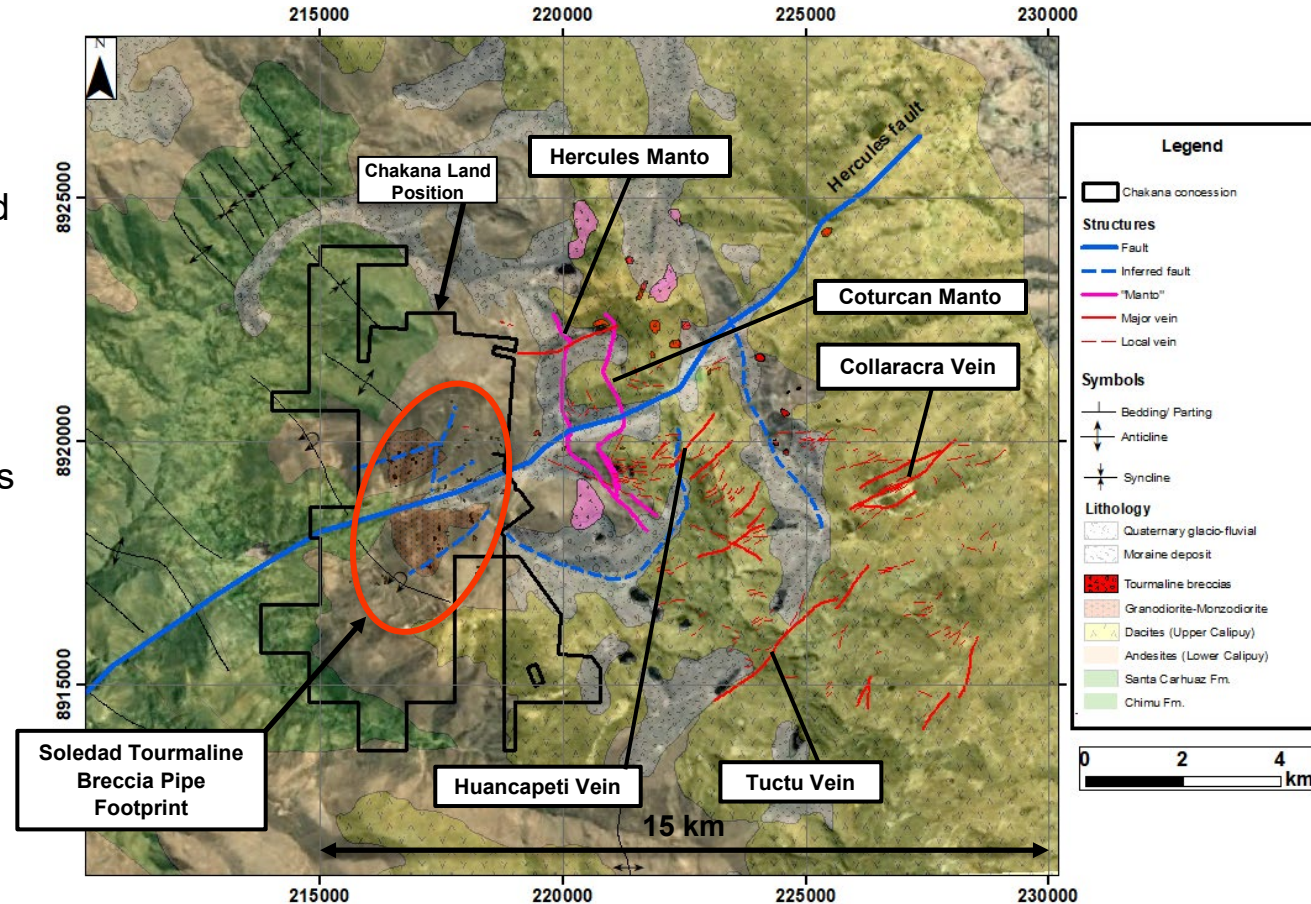 215000
220000
225000
230000
N
Hercules fault
Hercules Manto
Chakana Land
Position
8925000
d
Coturcan Manto
Collaracra Vein
8920000
s
8915000
Soledad Tourmaline
Breccia Pipe
Footprint
Huancapeti Vein
Tuctu Vein
15 km
215000
220000
225000
230000
Legend
Chakana concession
Structures
Fault
Inferred fault
"Manto"
Major vein
Local vein
Symbols
Bedding/ Parting
Anticline
Syncline
Lithology
Quaternary glacio-fluvial
Moraine deposit
Tourmaline breccias
Granodiorite-Monzodiorite
Dacites (Upper Calipuy)
Andesites (Lower Calipuy)
Santa Carhuaz Fm.
Chimu Fm.
0 2 4
km